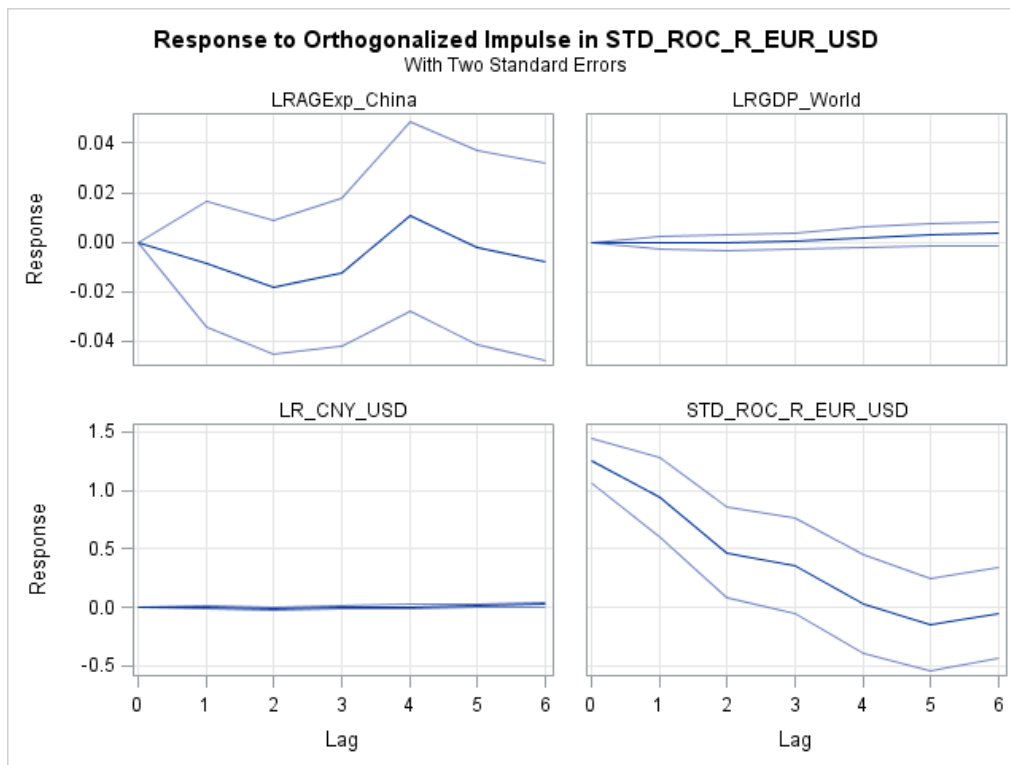 Response to Orthogonalized Impulse in STD_ROC_R_EUR_USD
With Two Standard Errors
LRAGExp_China
LRGDP_World
0.04
0.02
0.00
-0.02
-0.04
Response
LR_CNY_USD
STD_ROC_R_EUR_USD
1.5
1.0
0.5
0.0
-0.5
Response
0 1 2 3 4 5 6
0 1 2 3 4 5 6
Lag
Lag